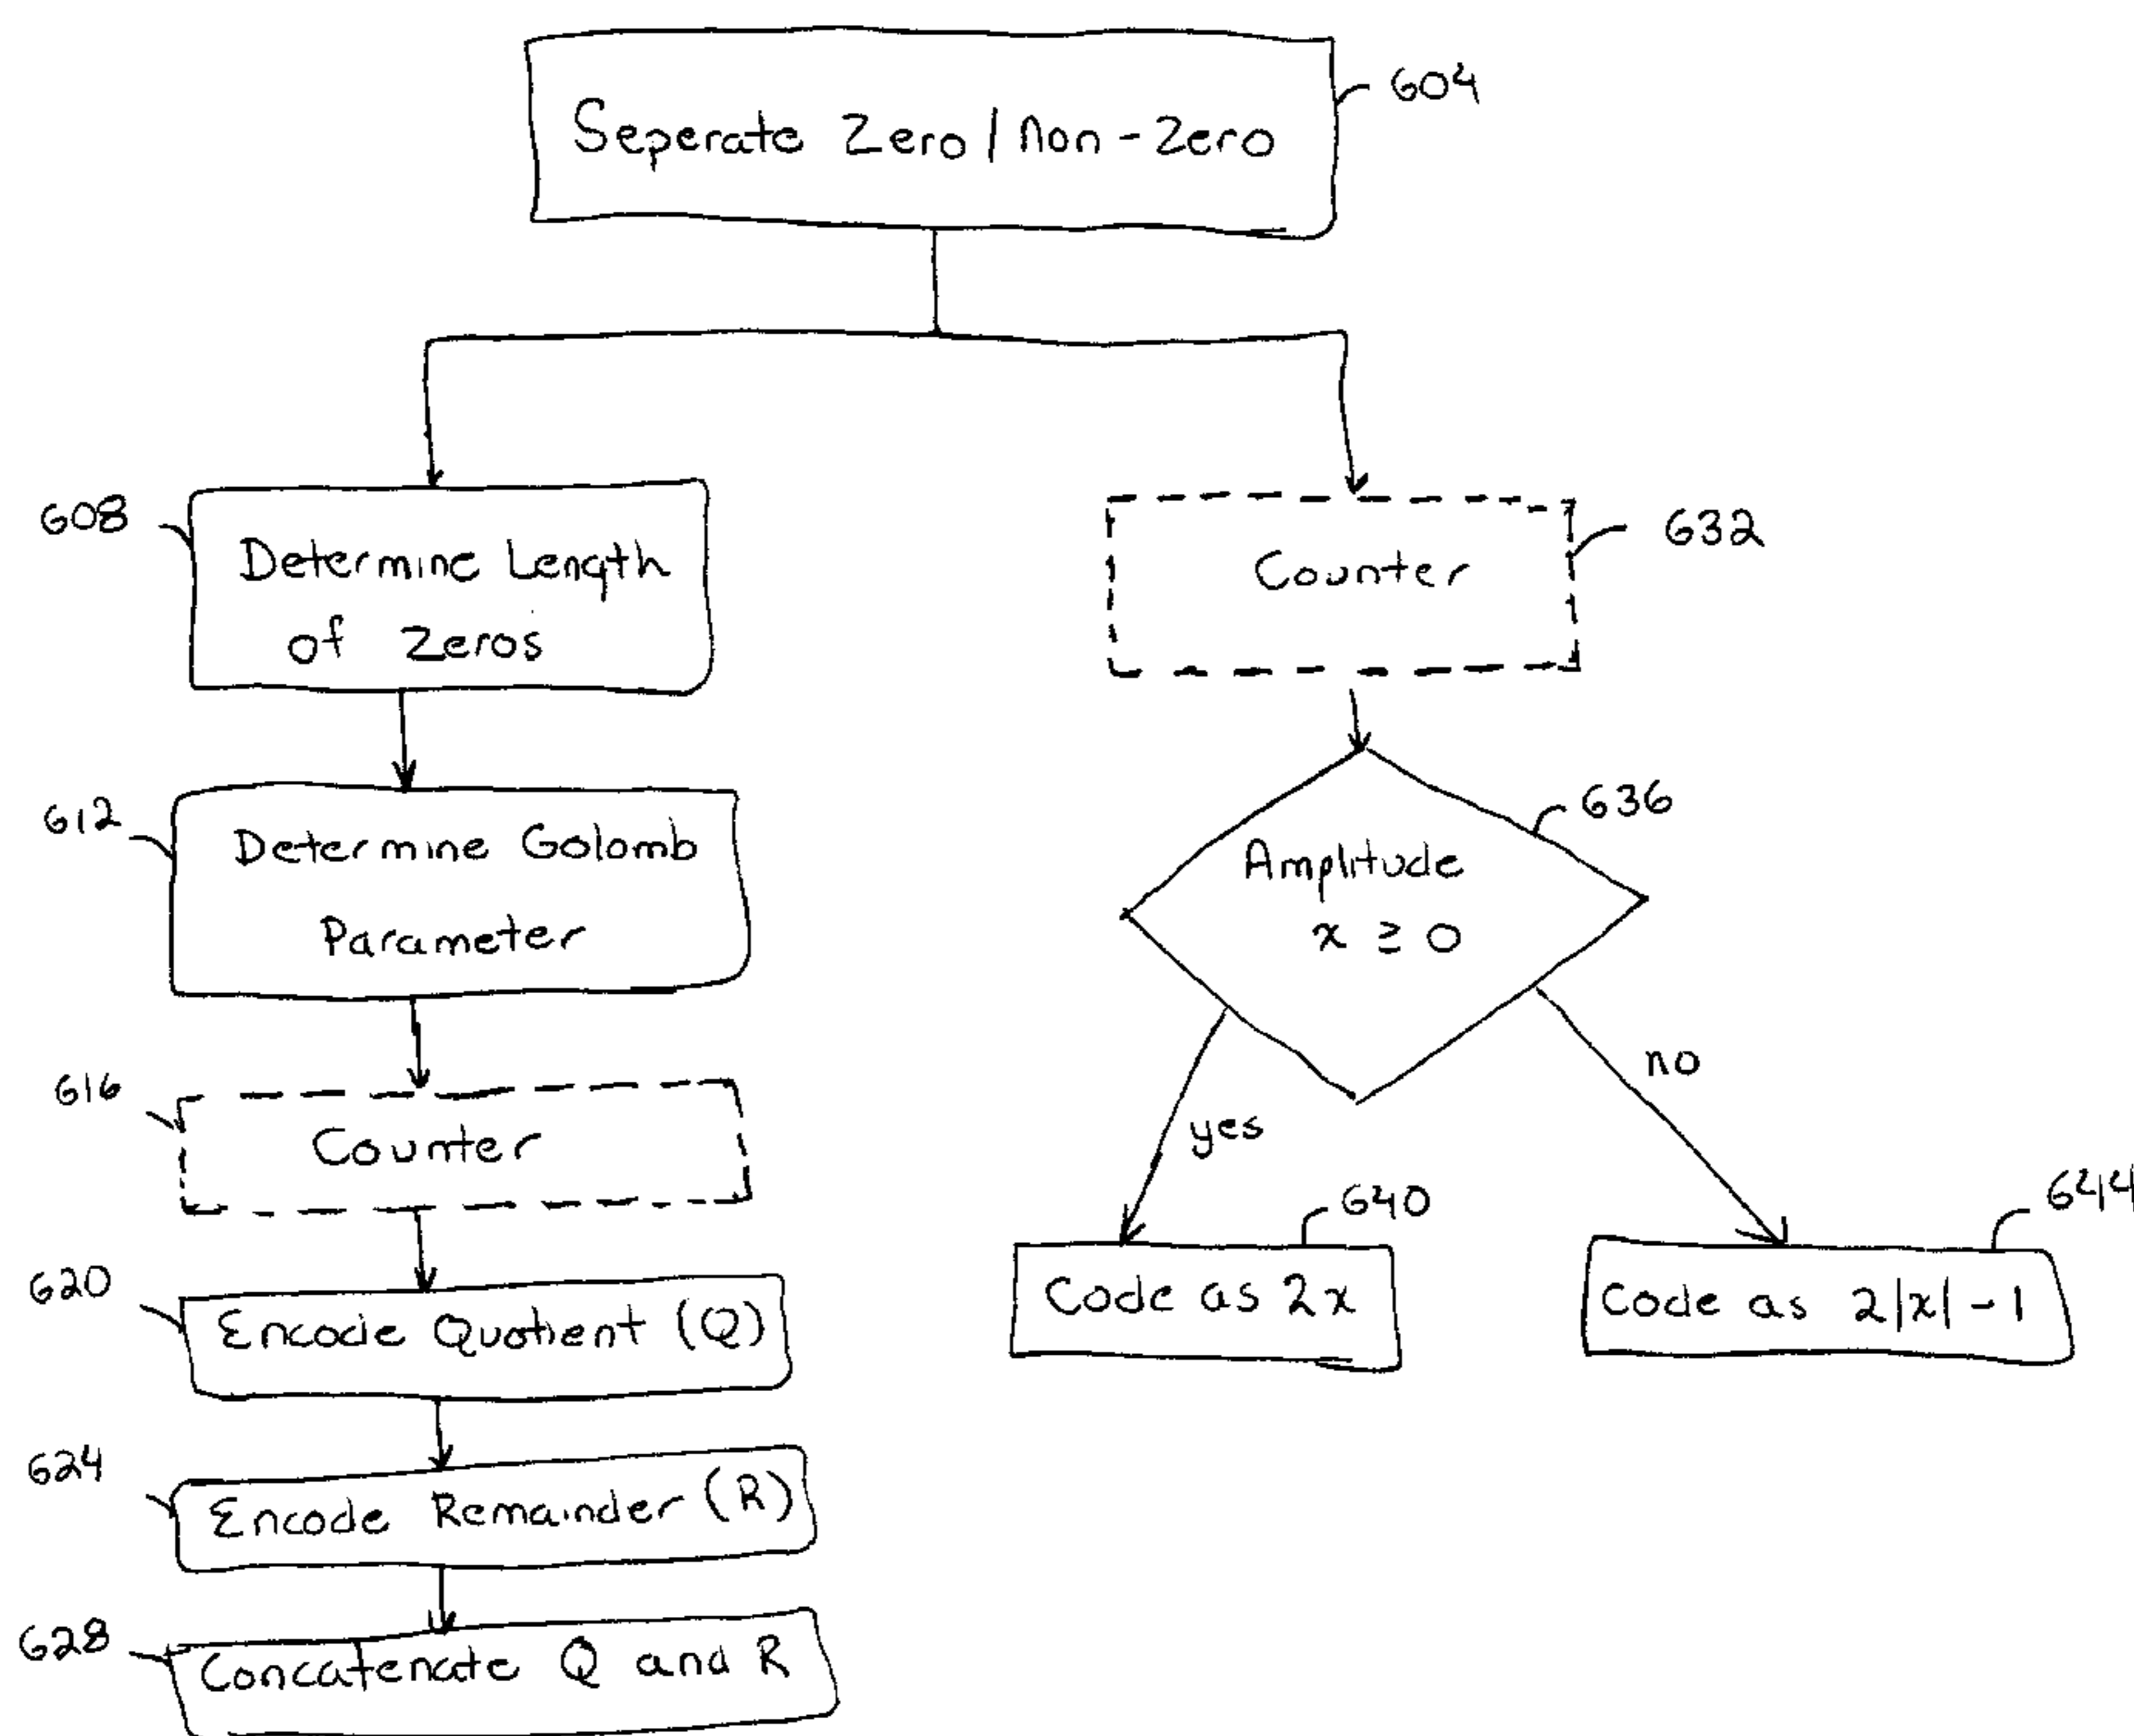 Seperate Zero / Non-Zero
604
608
Determine Length
of Zeros
612
Determine Golomb
Parameter
616
Counter
620
Encode Quotient (Q)
624
Encode Remainder (R)
628
Concatenate Q and R
632
Counter
636
Amplitude
x ≥ 0
yes
no
640
Code as 2x
644
Code as 2|x| - 1